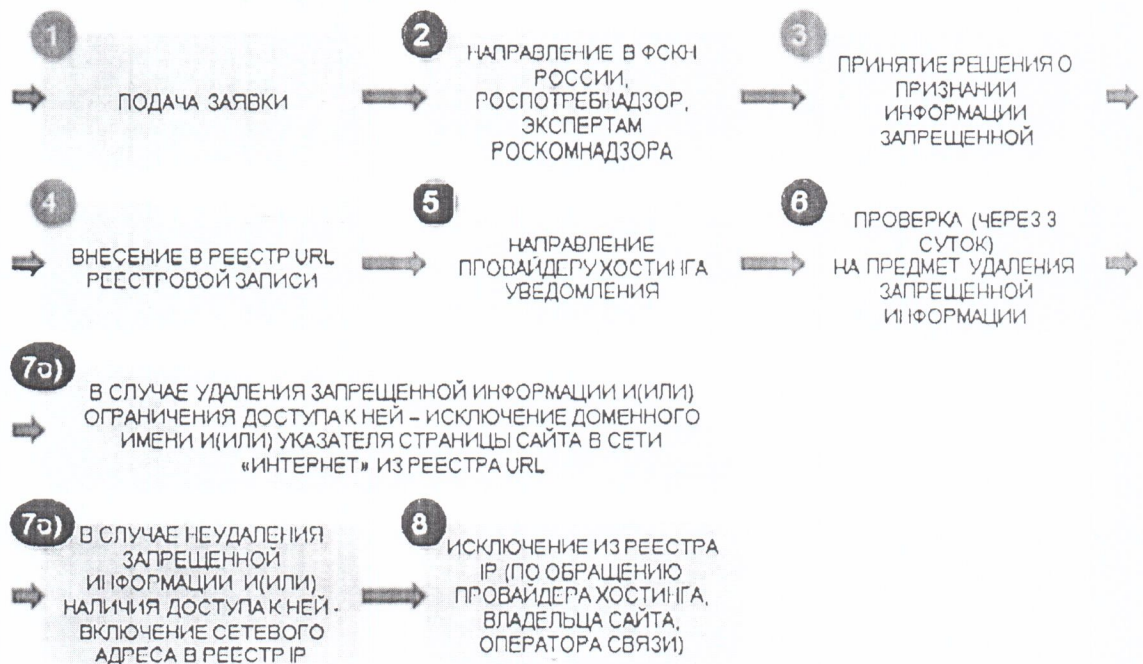 1
ПОДАЧА ЗАЯВКИ
2
НАПРАВЛЕНИЕ В ФСКН
РОССИИ,
РОСПОТРЕБНАДЗОР,
ЭКСПЕРТАМ
РОСКОМНАДЗОРА
3
ПРИНЯТИЕ РЕШЕНИЯ О
ПРИЗНАНИИ
ИНФОРМАЦИИ
ЗАПРЕЩЕННОЙ
4
ВНЕСЕНИЕ В РЕЕСТР URL
РЕЕСТРОВОЙ ЗАПИСИ
5
НАПРАВЛЕНИЕ
ПРОВАЙДЕРУ ХОСТИНГА
УВЕДОМЛЕНИЯ
6
ПРОВЕРКА (ЧЕРЕЗ 3
СУТОК)
НА ПРЕДМЕТ УДАЛЕНИЯ
ЗАПРЕЩЕННОЙ
ИНФОРМАЦИИ
7а)
В СЛУЧАЕ УДАЛЕНИЯ ЗАПРЕЩЕННОЙ ИНФОРМАЦИИ И(ИЛИ)
ОГРАНИЧЕНИЯ ДОСТУПА К НЕЙ – ИСКЛЮЧЕНИЕ ДОМЕННОГО
ИМЕНИ И(ИЛИ) УКАЗАТЕЛЯ СТРАНИЦЫ САЙТА В СЕТИ
«ИНТЕРНЕТ» ИЗ РЕЕСТРА URL
7а)
В СЛУЧАЕ НЕУДАЛЕНИЯ
ЗАПРЕЩЕННОЙ
ИНФОРМАЦИИ И(ИЛИ)
НАЛИЧИЯ ДОСТУПА К НЕЙ -
ВКЛЮЧЕНИЕ СЕТЕВОГО
АДРЕСА В РЕЕСТР IP
8
ИСКЛЮЧЕНИЕ ИЗ РЕЕСТРА
IP (ПО ОБРАЩЕНИЮ
ПРОВАЙДЕРА ХОСТИНГА,
ВЛАДЕЛЬЦА САЙТА,
ОПЕРАТОРА СВЯЗИ)